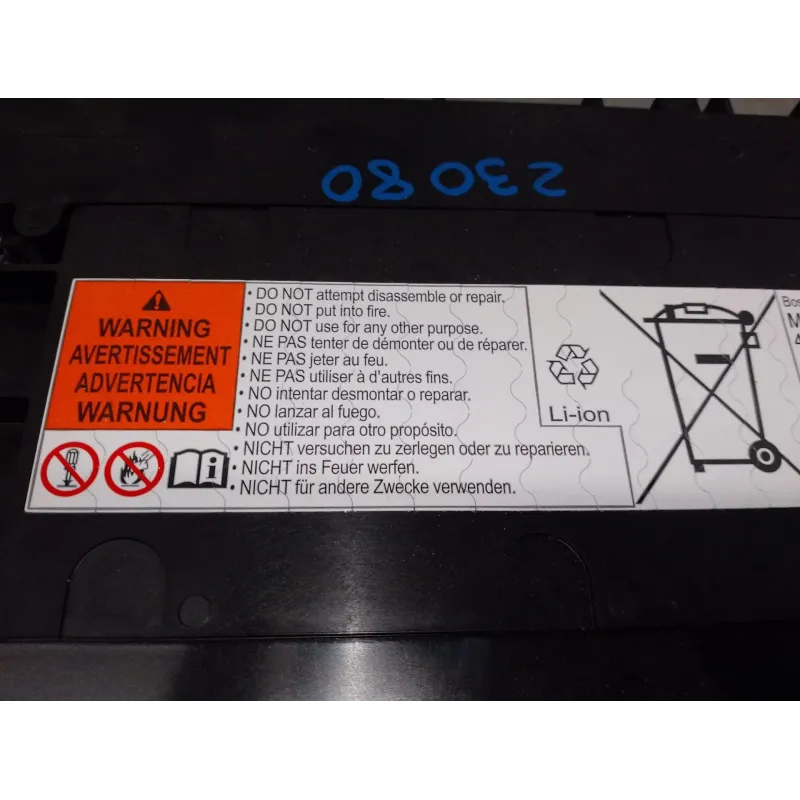 23080
WARNING
AVERTISSEMENT
ADVERTENCIA
WARNUNG
• DO NOT attempt disassemble or repair.
• DO NOT put into fire.
• DO NOT use for any other purpose.
• NE PAS tenter de démonter ou de réparer.
• NE PAS jeter au feu.
• NE PAS utiliser à d'autres fins.
• NO intentar desmontar o reparar.
• NO lanzar al fuego.
• NO utilizar para otro propósito.
• NICHT versuchen zu zerlegen oder zu reparieren.
• NICHT ins Feuer werfen.
• NICHT für andere Zwecke verwenden.
Li-ion